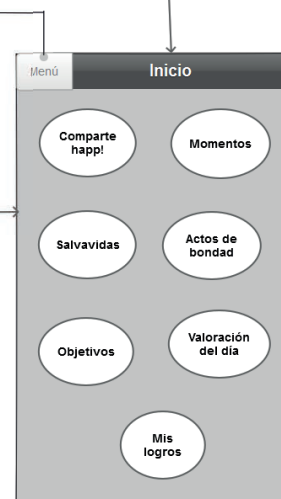 Menú
Inicio
Comparte
happ!
Momentos
Salvavidas
Actos de
bondad
Objetivos
Valoración
del día
Mis
logros